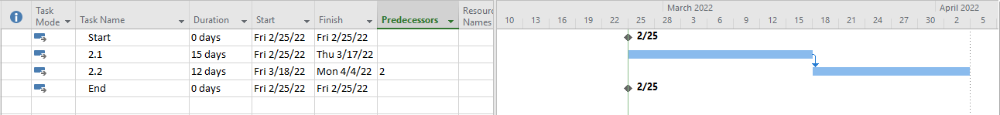 Task Mode Task Name Duration Start Finish Predecessors Resour Names
March 2022 April 2022
10 13 16 19 22 25 28 3 6 9 12 15 18 21 24 27 30 2 5
Start 0 days Fri 2/25/22 Fri 2/25/22 2/25
2.1 15 days Fri 2/25/22 Thu 3/17/22
2.2 12 days Fri 3/18/22 Mon 4/4/22 2
End 0 days Fri 2/25/22 Fri 2/25/22 2/25